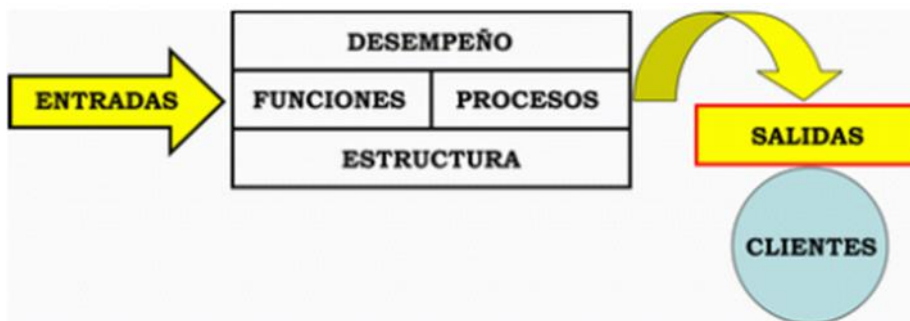 DESEMPEÑO
ENTRADAS
FUNCIONES
PROCESOS
ESTRUCTURA
SALIDAS
CLIENTES